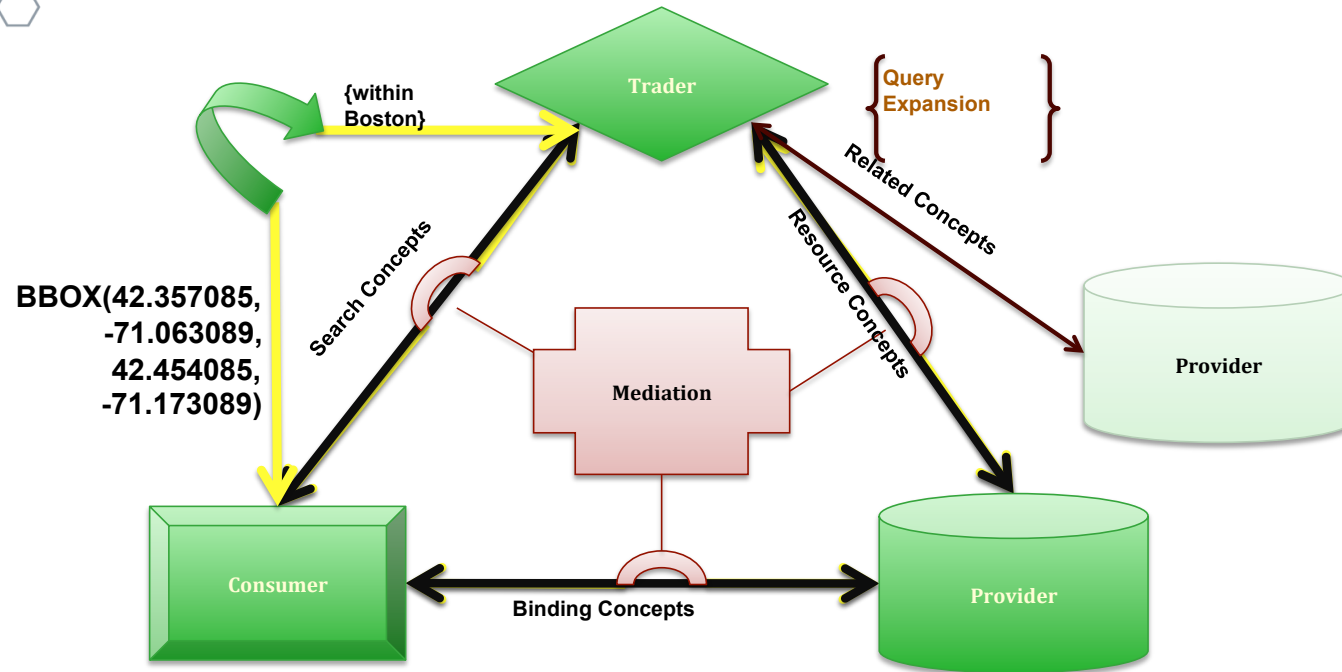 Trader
{within
Boston}
Query
Expansion
Related Concepts
Search Concepts
Resource Concepts
BBOX(42.357085,
-71.063089,
42.454085,
-71.173089)
Mediation
Provider
Consumer
Binding Concepts
Provider